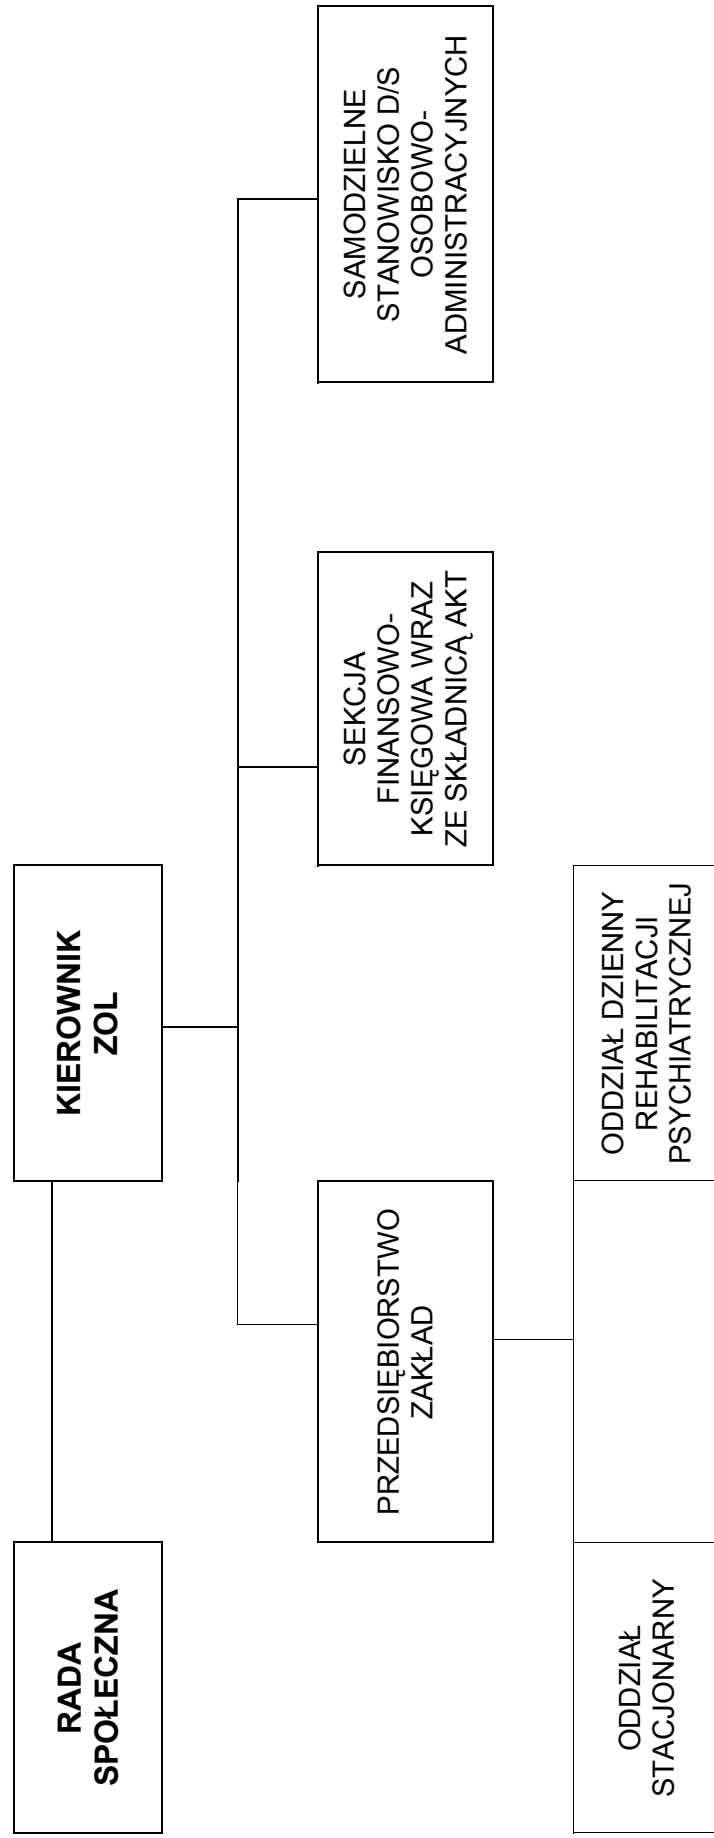 RADA
SPOŁECZNA
KIEROWNIK
ZOL
PRZEDSIĘBIORSTWO
ZAKŁAD
SEKCJA
FINANSOWO-
KSIĘGOWA WRAZ
ZE SKŁADNICĄ AKT
SAMODZIELNE
STANOWISKO D/S
OSOBOWO-
ADMINISTRACYJNYCH
ODDZIAŁ
STACJONARNY
ODDZIAŁ DZIENNY
REHABILITACJI
PSYCHIATRYCZNEJ